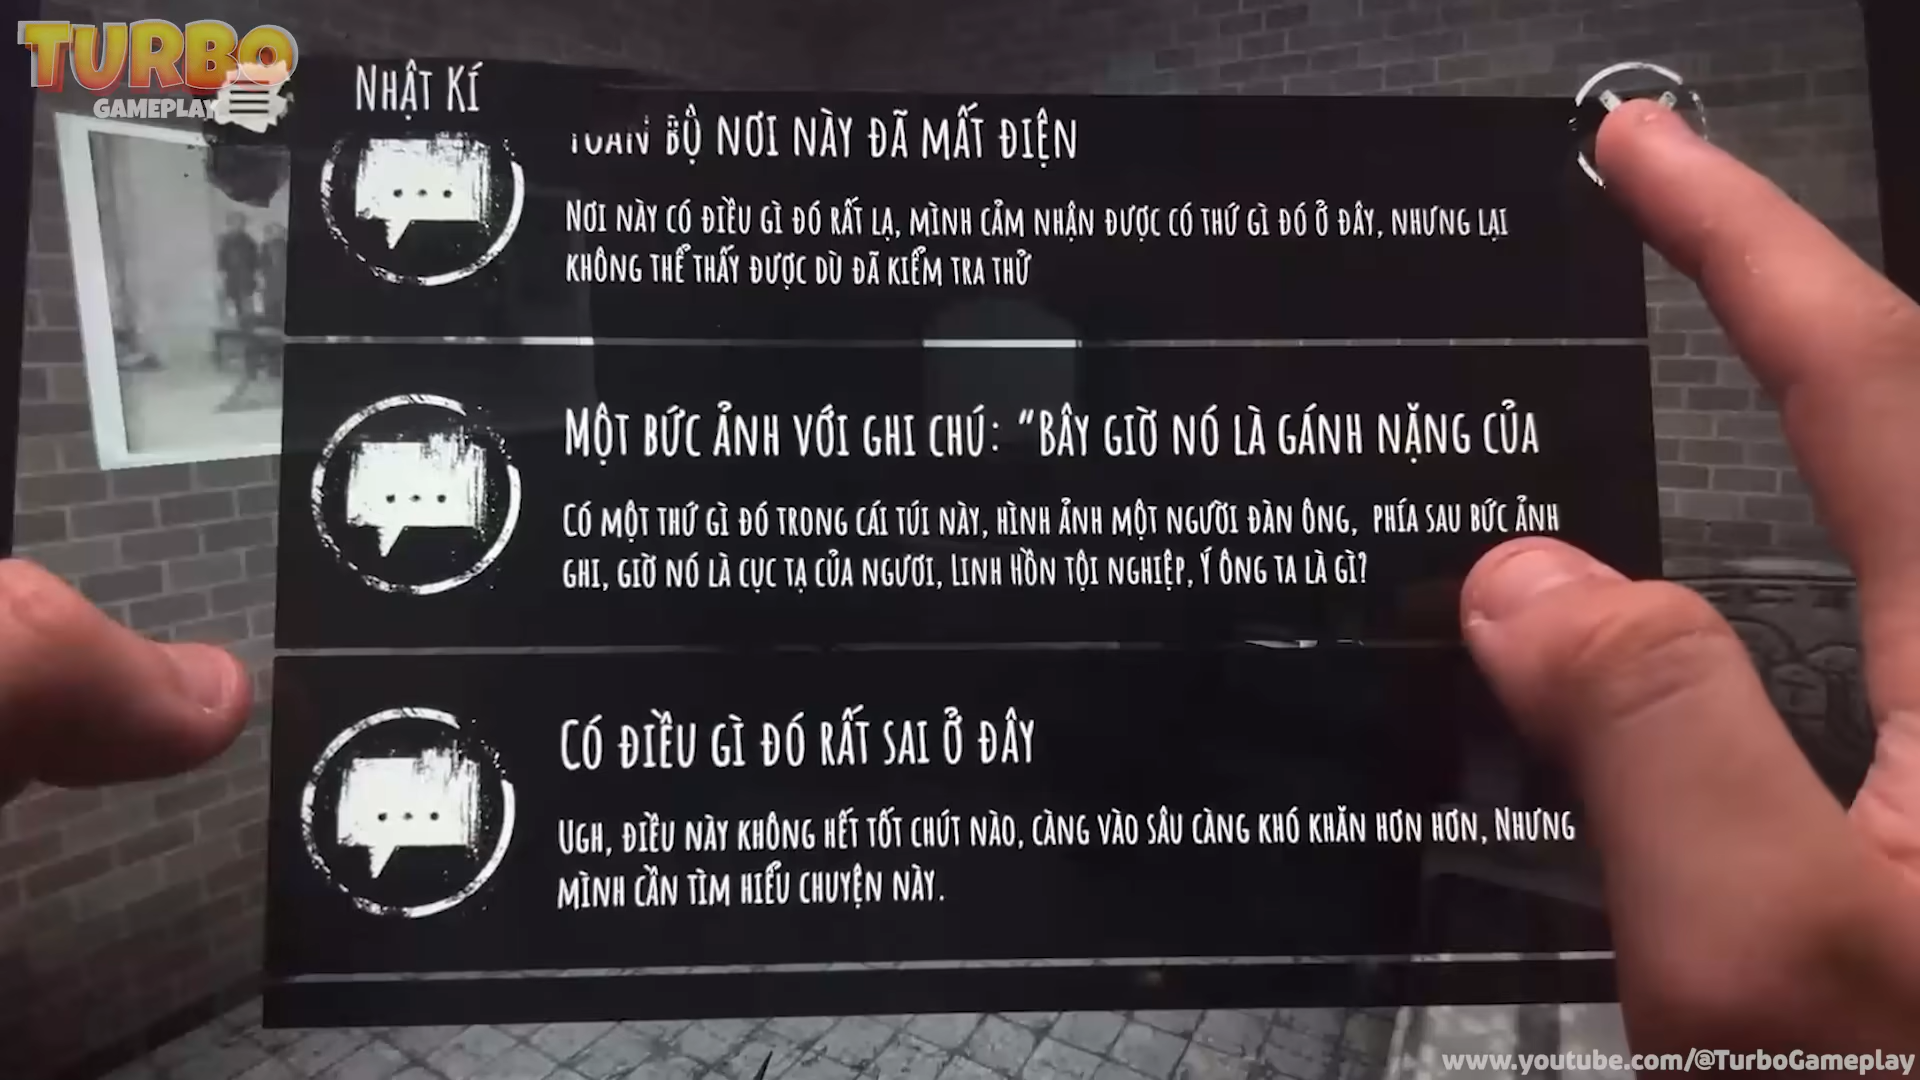 TURBO
GAMEPLAY
NHẬT KÍ
TOÀN BỘ NƠI NÀY ĐÃ MẤT ĐIỆN
NƠI NÀY CÓ ĐIỀU GÌ ĐÓ RẤT LẠ, MÌNH CẢM NHẬN ĐƯỢC CÓ THỨ GÌ ĐÓ Ở ĐÂY, NHƯNG LẠI
KHÔNG THỂ THẤY ĐƯỢC DÙ ĐÃ KIỂM TRA THỬ
MỘT BỨC ẢNH VỚI GHI CHÚ: “BÂY GIỜ NÓ LÀ GÁNH NẶNG CỦA
CÓ MỘT THỨ GÌ ĐÓ TRONG CÁI TÚI NÀY, HÌNH ẢNH MỘT NGƯỜI ĐÀN ÔNG, PHÍA SAU BỨC ẢNH
GHI, GIỜ NÓ LÀ CỤC TẠ CỦA NGƯƠI, LINH HỒN TỘI NGHIỆP, Ý ÔNG TA LÀ GÌ?
CÓ ĐIỀU GÌ ĐÓ RẤT SAI Ở ĐÂY
UGH, ĐIỀU NÀY KHÔNG HẾT TỐT CHÚT NÀO, CÀNG VÀO SÂU CÀNG KHÓ KHĂN HƠN HƠN, NHƯNG
MÌNH CẦN TÌM HIỂU CHUYỆN NÀY.
www.youtube.com/@TurboGameplay